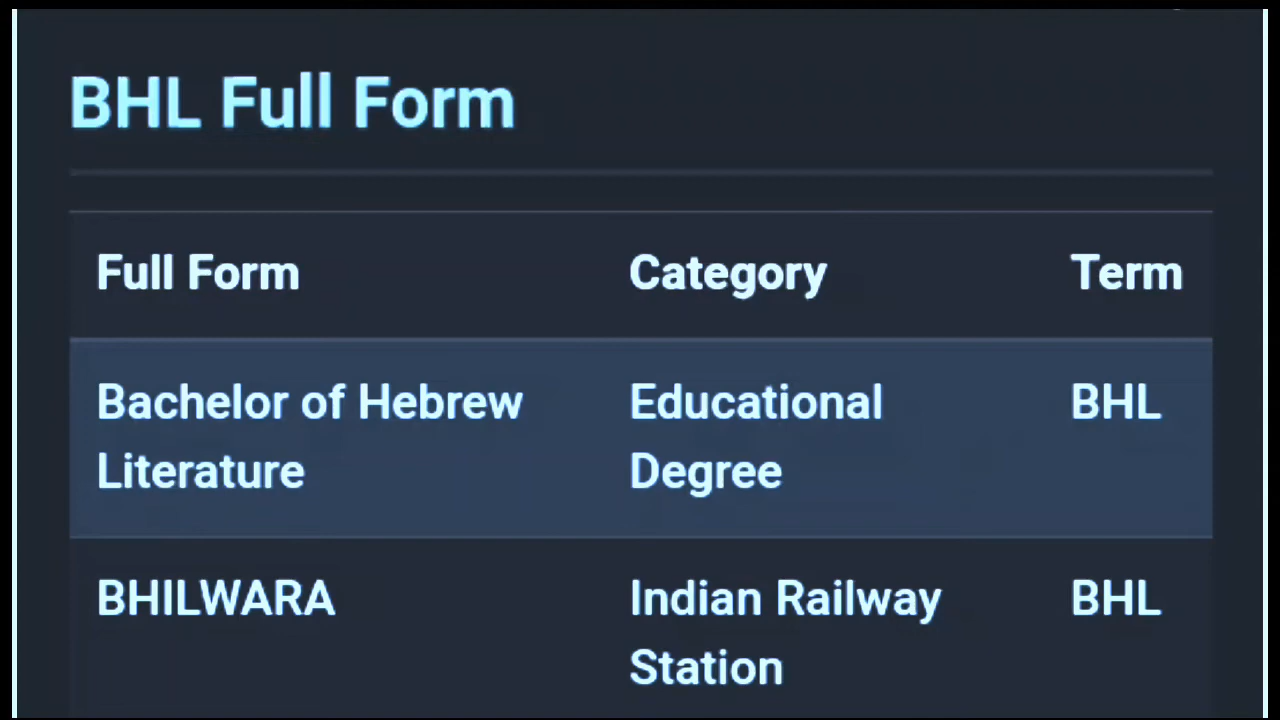 BHL Full Form
Full Form Category Term
Bachelor of Hebrew Educational BHL
Literature Degree
BHILWARA Indian Railway BHL
Station